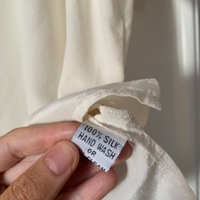 100% SILK
HAND WASH
OR